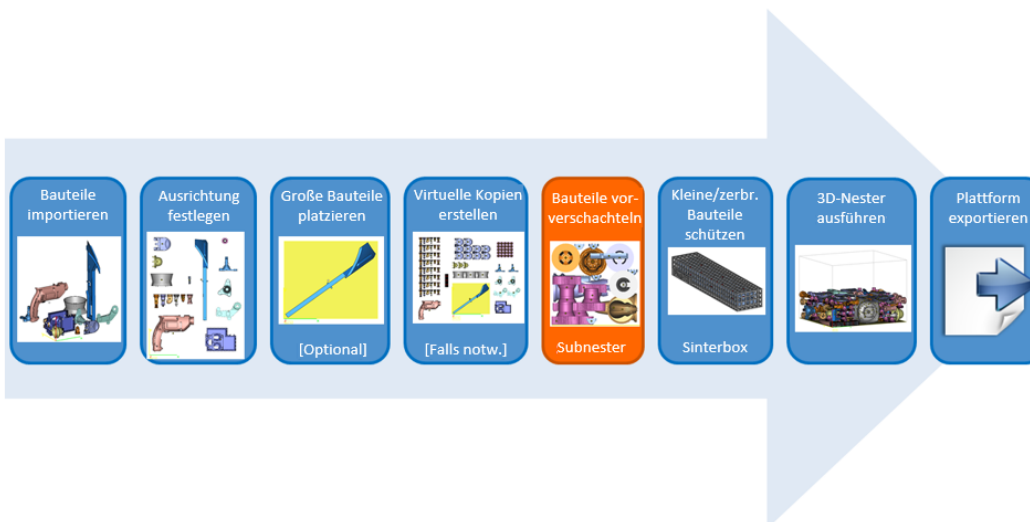 Bauteile
importieren
Ausrichtung
festlegen
Große Bauteile
platzieren
[Optional]
Virtuelle Kopien
erstellen
[Falls notw.]
Bauteile vor-
verschachteln
Subnester
Kleine/zerbr.
Bauteile
schützen
Sinterbox
3D-Nester
ausführen
Plattform
exportieren